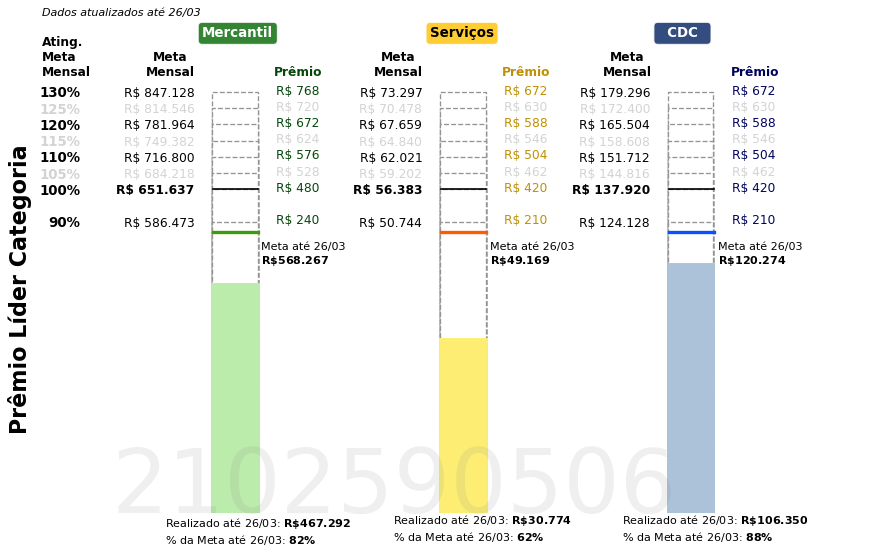 Dados atualizados até 26/03
Mercantil
Serviços
CDC
Ating. Meta Mensal
Meta Mensal
Prêmio
Meta Mensal
Prêmio
Meta Mensal
Prêmio
130% R$ 847.128 R$ 768 R$ 73.297 R$ 672 R$ 179.296 R$ 672
125% R$ 814.546 R$ 720 R$ 70.478 R$ 630 R$ 172.400 R$ 630
120% R$ 781.964 R$ 672 R$ 67.659 R$ 588 R$ 165.504 R$ 588
115% R$ 749.382 R$ 624 R$ 64.840 R$ 546 R$ 158.608 R$ 546
110% R$ 716.800 R$ 576 R$ 62.021 R$ 504 R$ 151.712 R$ 504
105% R$ 684.218 R$ 528 R$ 59.202 R$ 462 R$ 144.816 R$ 462
100% R$ 651.637 R$ 480 R$ 56.383 R$ 420 R$ 137.920 R$ 420
90% R$ 586.473 R$ 240 R$ 50.744 R$ 210 R$ 124.128 R$ 210
Meta até 26/03
R$568.267
Meta até 26/03
R$49.169
Meta até 26/03
R$120.274
Prêmio Líder Categoria
2102590506
Realizado até 26/03: R$467.292
% da Meta até 26/03: 82%
Realizado até 26/03: R$30.774
% da Meta até 26/03: 62%
Realizado até 26/03: R$106.350
% da Meta até 26/03: 88%